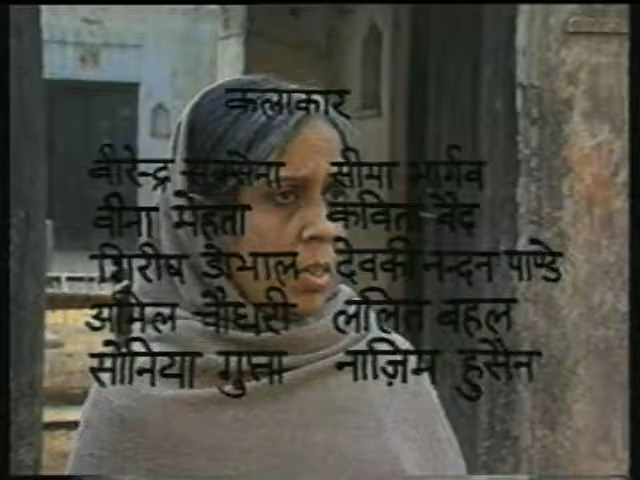 कलाकार
वीरेन्द्र सक्सेना सीमा भार्गव
वीना मेहता कविता वैद
गिरीष डाभाल देवकी नन्दन पाण्डे
अनिल चौधरी ललित बहल
सोनिया गुप्ता नाज़िम हुसैन